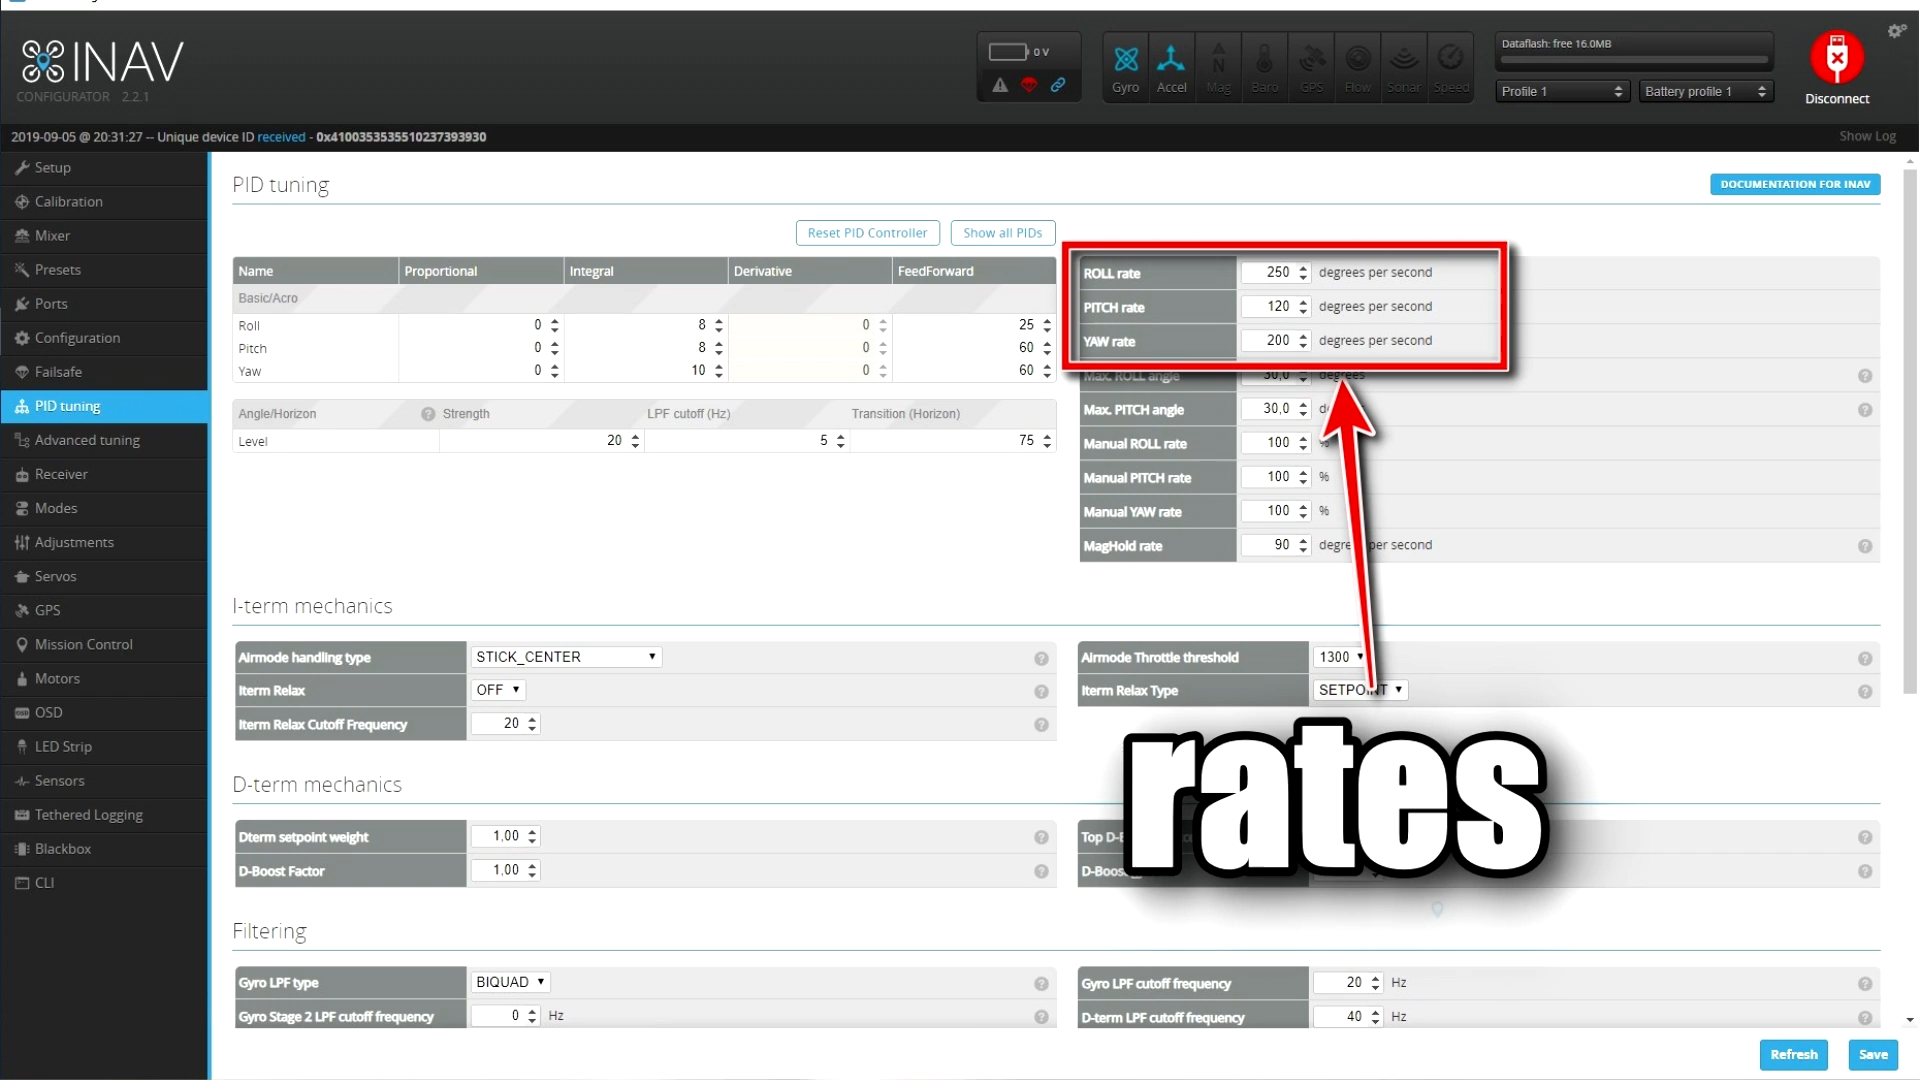 INAV
CONFIGURATOR 2.2.1
0 V
Gyro Accel Mag Baro GPS Flow Sonar Speed
Dataflash: free 16.0MB
Profile 1 Battery profile 1
Disconnect
2019-09-05 @ 20:31:27 -- Unique device ID received - 0x4100353535510237393930
Show Log
Setup
Calibration
Mixer
Presets
Ports
Configuration
Failsafe
PID tuning
Advanced tuning
Receiver
Modes
Adjustments
Servos
GPS
Mission Control
Motors
OSD
LED Strip
Sensors
Tethered Logging
Blackbox
CLI
PID tuning
DOCUMENTATION FOR INAV
Reset PID Controller Show all PIDs
Name Proportional Integral Derivative FeedForward
Basic/Acro
Roll 0 8 0 25
Pitch 0 8 0 60
Yaw 0 10 0 60
Angle/Horizon Strength LPF cutoff (Hz) Transition (Horizon)
Level 20 5 75
ROLL rate 250 degrees per second
PITCH rate 120 degrees per second
YAW rate 200 degrees per second
Max. ROLL angle 30,0 degrees
Max. PITCH angle 30,0
Manual ROLL rate 100 %
Manual PITCH rate 100 %
Manual YAW rate 100 %
MagHold rate 90 degrees per second
I-term mechanics
Airmode handling type STICK_CENTER
Airmode Throttle threshold 1300
Iterm Relax OFF
Iterm Relax Type SETPOINT
Iterm Relax Cutoff Frequency 20
rates
D-term mechanics
Dterm setpoint weight 1,00
D-Boost Factor 1,00
Filtering
Gyro LPF type BIQUAD
Gyro LPF cutoff frequency 20 Hz
Gyro Stage 2 LPF cutoff frequency 0 Hz
D-term LPF cutoff frequency 40 Hz
Refresh Save